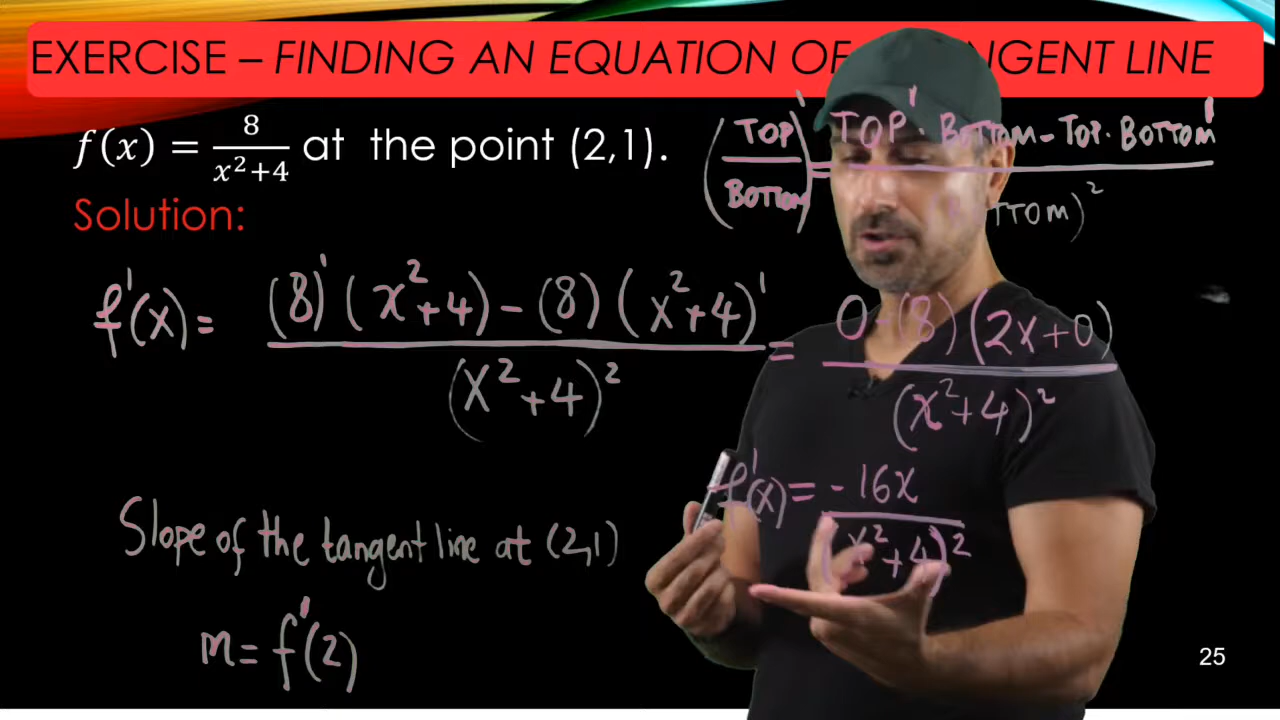 EXERCISE – FINDING AN EQUATION OF NGENT LINE
f(x) = 8/(x²+4) at the point (2,1).
(TOP/BOTTOM)' = TOP' · BOTTOM – TOP · BOTTOM' / TTOM)²
Solution:
f'(x) = (8)'(x²+4) – (8)(x²+4)' / (x²+4)² = 0 – (8)(2x+0) / (x²+4)²
f'(x) = -16x / (x²+4)²
Slope of the tangent line at (2,1)
m = f'(2)
25